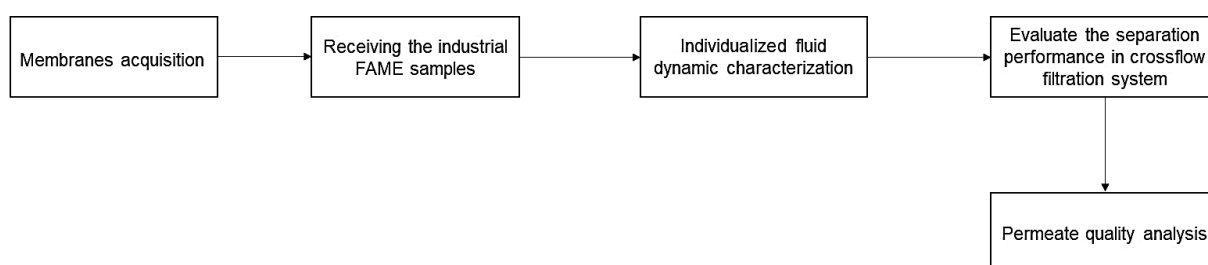 Membranes acquisition
Receiving the industrial
FAME samples
Individualized fluid
dynamic characterization
Evaluate the separation
performance in crossflow
filtration system
Permeate quality analysis